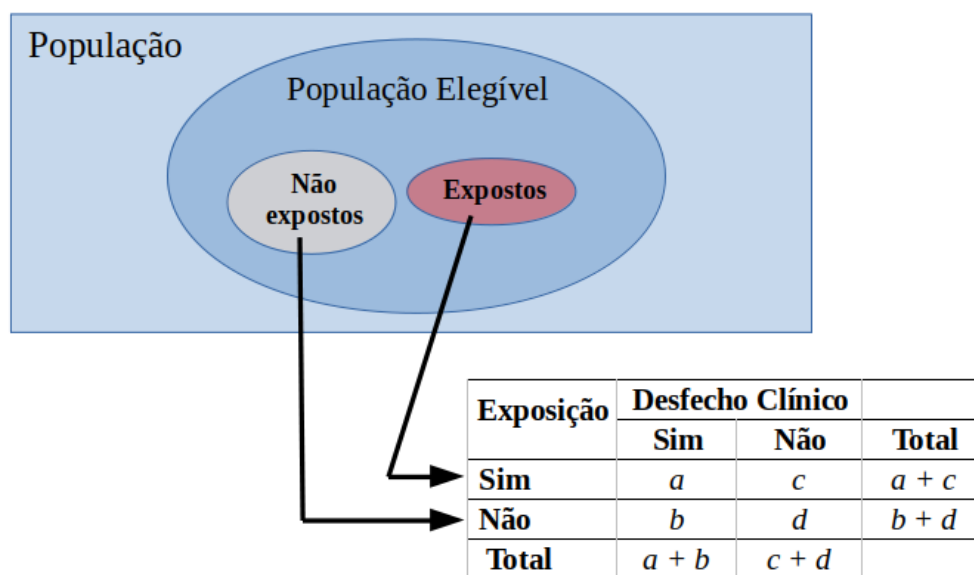 População
População Elegível
Não
expostos
Expostos
Exposição Desfecho Clínico
Sim Não Total
Sim a c a + c
Não b d b + d
Total a + b c + d